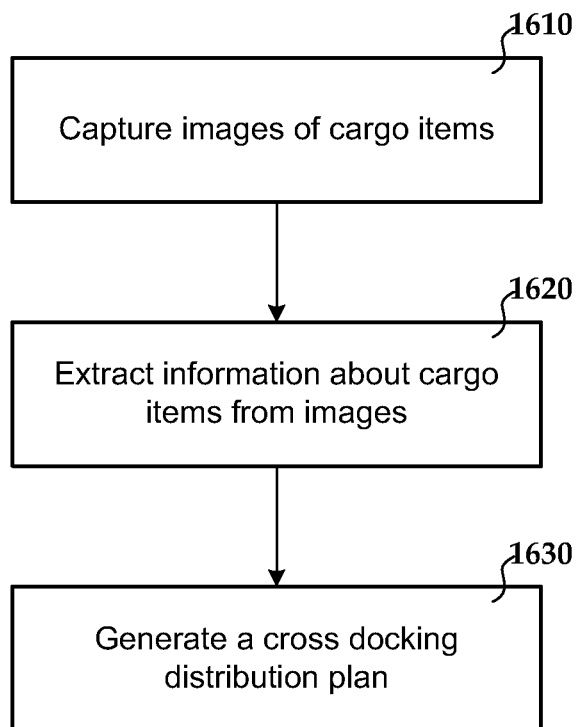 1610
Capture images of cargo items
1620
Extract information about cargo
items from images
1630
Generate a cross docking
distribution plan